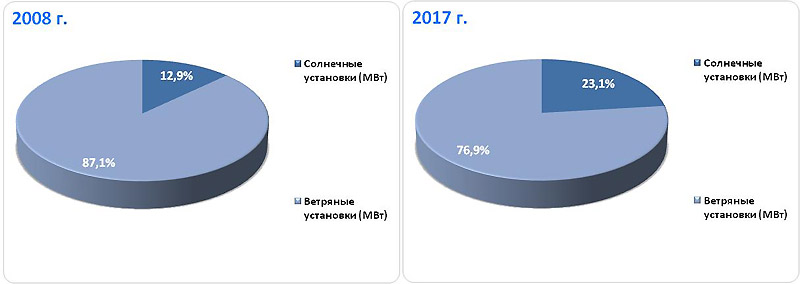 2008 г.
12,9%
87,1%
Солнечные
установки (МВт)
Ветряные
установки (МВт)
2017 г.
23,1%
76,9%
Солнечные
установки (МВт)
Ветряные
установки (МВт)